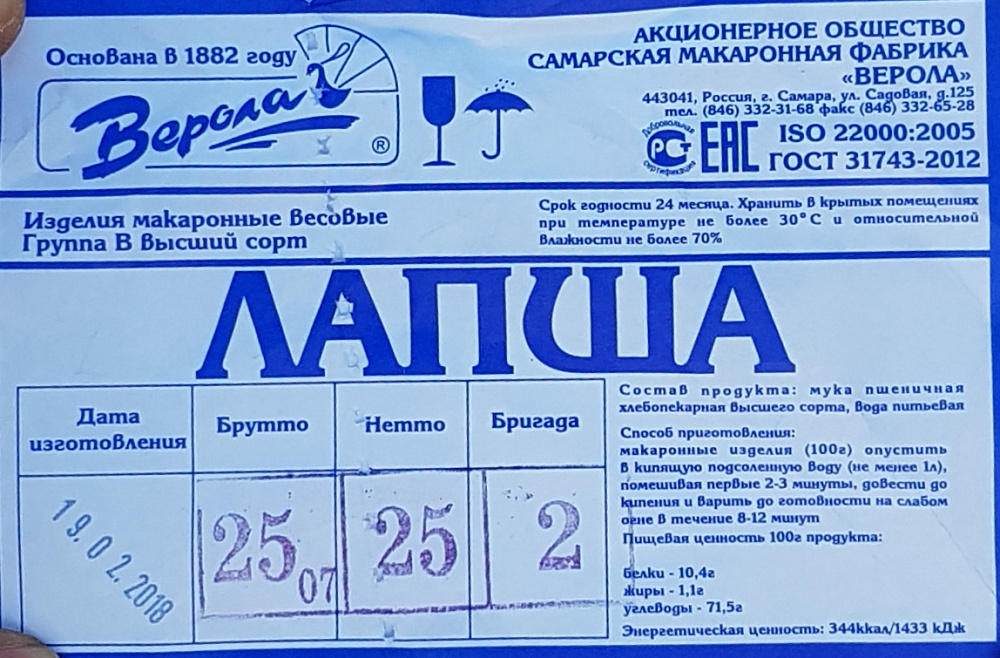 Основана в 1882 году
Верола ®
АКЦИОНЕРНОЕ ОБЩЕСТВО
САМАРСКАЯ МАКАРОННАЯ ФАБРИКА
«ВЕРОЛА»
443041, Россия, г. Самара, ул. Садовая, д.125
тел. (846) 332-31-68 факс (846) 332-65-28
Добровольная
РСТ
сертификация
ЕАС
ISO 22000:2005
ГОСТ 31743-2012
Изделия макаронные весовые
Группа В высший сорт
Срок годности 24 месяца. Хранить в крытых помещениях
при температуре не более 30°С и относительной
влажности не более 70%
ЛАПША
Дата
изготовления
Брутто
Нетто
Бригада
19.02.2018
25 07
25
2
Состав продукта: мука пшеничная
хлебопекарная высшего сорта, вода питьевая
Способ приготовления:
макаронные изделия (100г) опустить
в кипящую подсоленную воду (не менее 1л),
помешивая первые 2-3 минуты, довести до
кипения и варить до готовности на слабом
огне в течение 8-12 минут
Пищевая ценность 100г продукта:
белки - 10,4г
жиры - 1,1г
углеводы - 71,5г
Энергетическая ценность: 344ккал/1433 кДж